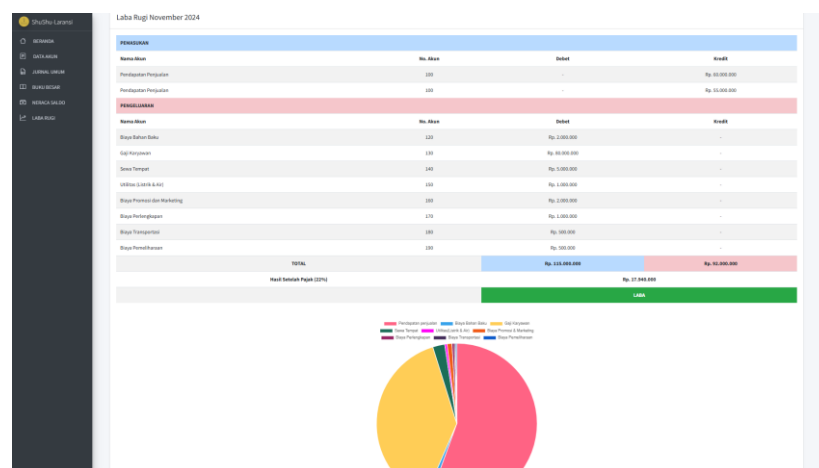 ShuShu Laransi
BERANDA
DATA AKUN
JURNAL UMUM
BUKU BESAR
NERACA SALDO
LABA RUGI
Laba Rugi November 2024
PEMASUKAN
Nama Akun No. Akun Debet Kredit
Pendapatan Penjualan 100 - Rp. 60.000.000
Pendapatan Penjualan 100 - Rp. 55.000.000
PENGELUARAN
Nama Akun No. Akun Debet Kredit
Biaya Bahan Baku 120 Rp. 2.000.000 -
Gaji Karyawan 130 Rp. 80.000.000 -
Sewa Tempat 140 Rp. 5.000.000 -
Utilitas (Listrik & Air) 150 Rp. 1.000.000 -
Biaya Promosi dan Marketing 160 Rp. 2.000.000 -
Biaya Perlengkapan 170 Rp. 1.000.000 -
Biaya Transportasi 180 Rp. 500.000 -
Biaya Pemeliharaan 190 Rp. 500.000 -
TOTAL Rp. 115.000.000 Rp. 92.000.000
Hasil Setelah Pajak (22%) Rp. 17.940.000
LABA
Pendapatan penjualan Biaya Bahan Baku Gaji Karyawan
Sewa Tempat Utilitas(Listrik & Air) Biaya Promosi & Marketing
Biaya Perlengkapan Biaya Transportasi Biaya Pemeliharaan